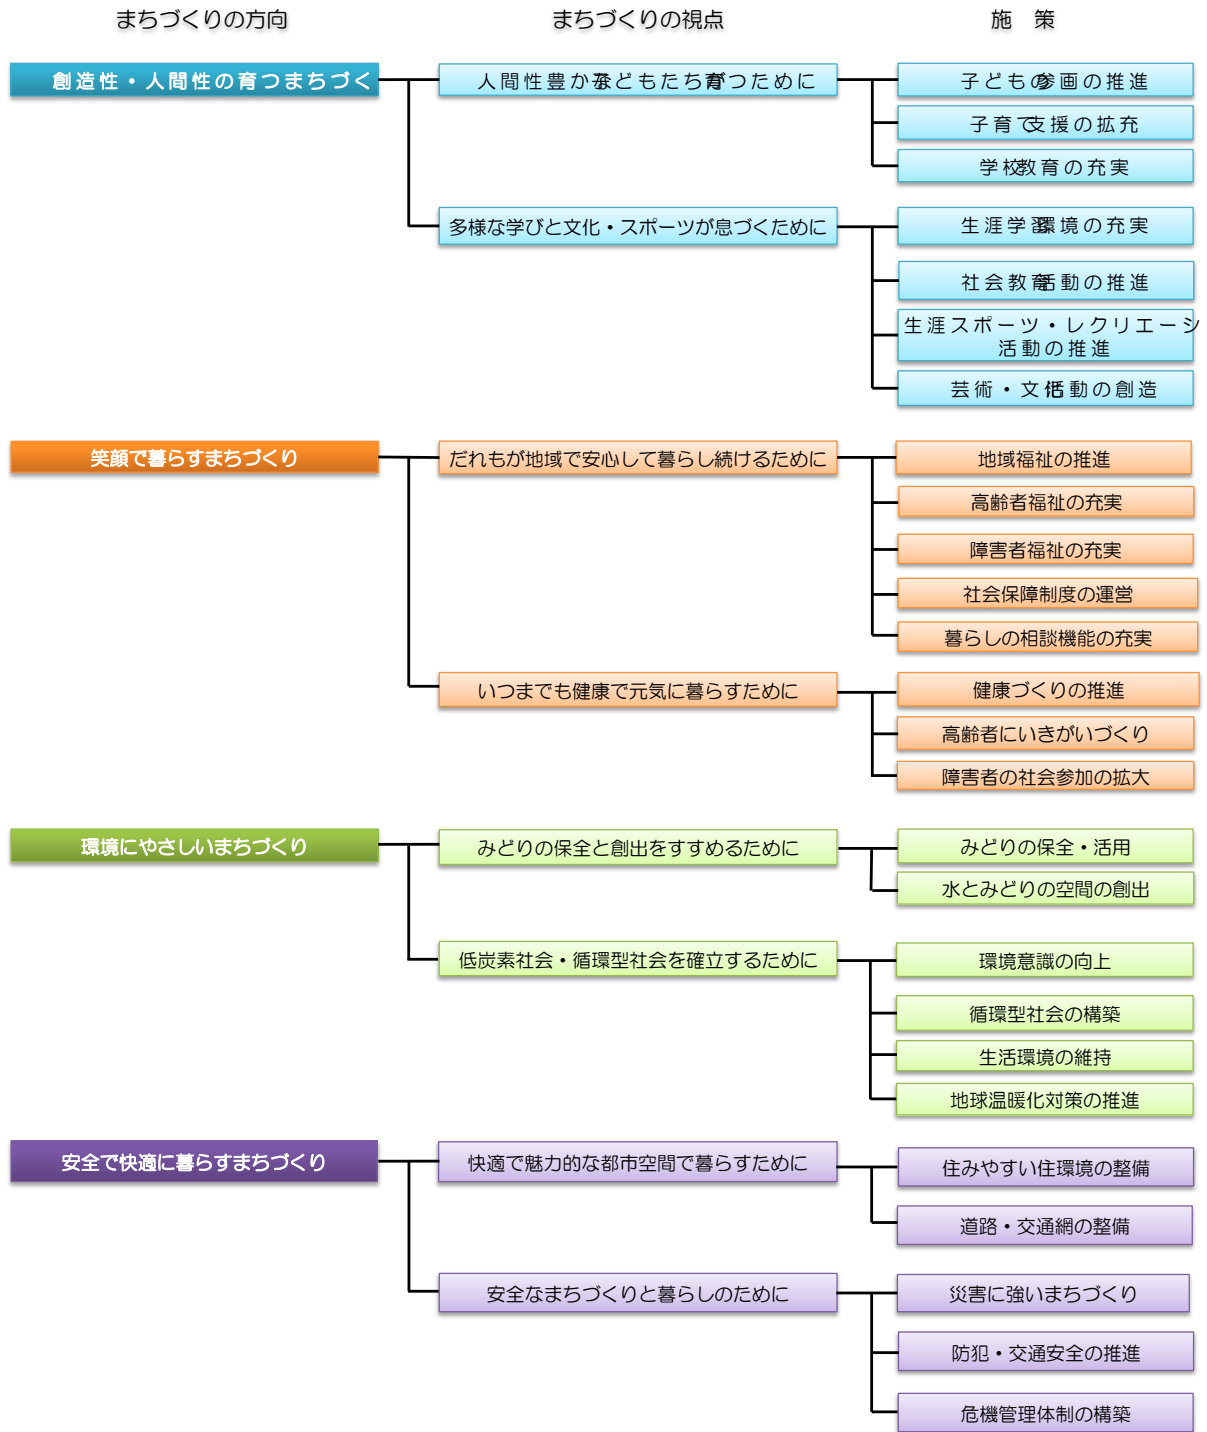 まちづくりの方向
まちづくりの視点
施　策
創造性・人間性の育つまちづく
人間性豊かな子どもたちが育つために
子どもの参画の推進
子育て支援の拡充
学校教育の充実
多様な学びと文化・スポーツが息づくために
生涯学習環境の充実
社会教育活動の推進
生涯スポーツ・レクリエーシ
活動の推進
芸術・文化活動の創造
笑顔で暮らすまちづくり
だれもが地域で安心して暮らし続けるために
地域福祉の推進
高齢者福祉の充実
障害者福祉の充実
社会保障制度の運営
暮らしの相談機能の充実
いつまでも健康で元気に暮らすために
健康づくりの推進
高齢者にいきがいづくり
障害者の社会参加の拡大
環境にやさしいまちづくり
みどりの保全と創出をすすめるために
みどりの保全・活用
水とみどりの空間の創出
低炭素社会・循環型社会を確立するために
環境意識の向上
循環型社会の構築
生活環境の維持
地球温暖化対策の推進
安全で快適に暮らすまちづくり
快適で魅力的な都市空間で暮らすために
住みやすい住環境の整備
道路・交通網の整備
安全なまちづくりと暮らしのために
災害に強いまちづくり
防犯・交通安全の推進
危機管理体制の構築